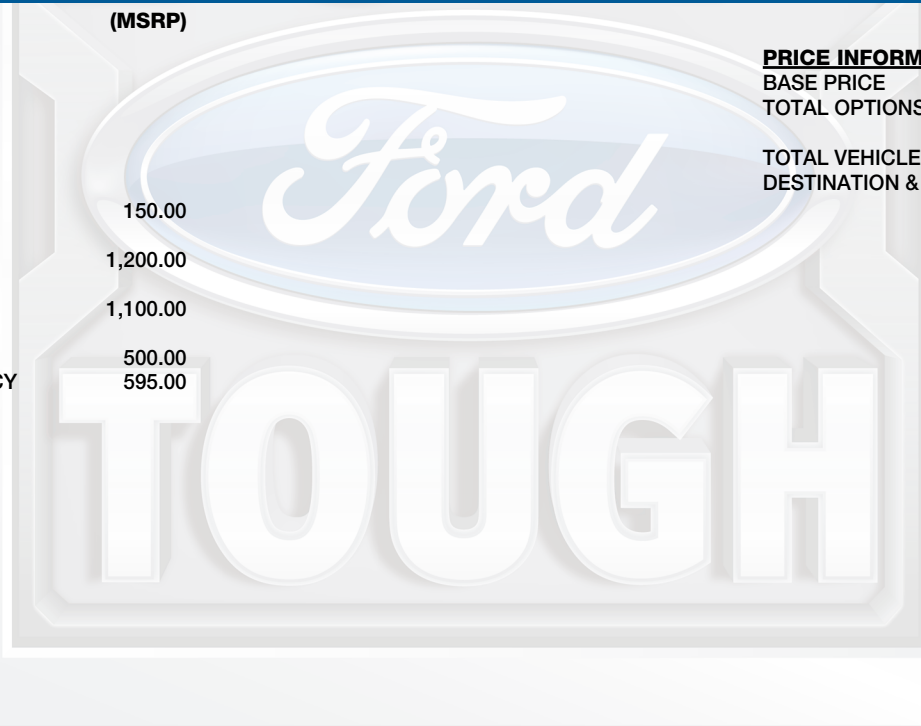 (MSRP)
PRICE INFORM
BASE PRICE
TOTAL OPTIONS
TOTAL VEHICLE
DESTINATION &
150.00
1,200.00
1,100.00
500.00
CY 595.00
Ford
TOUGH